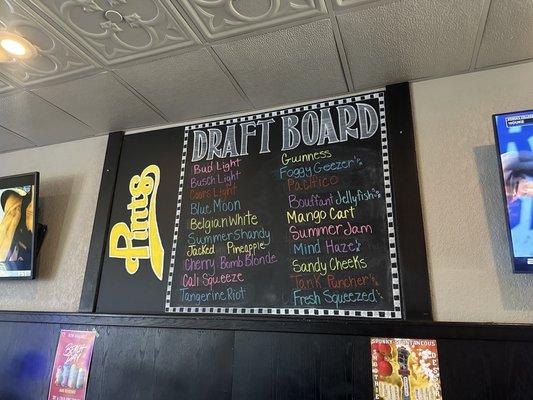 Pints
DRAFT BOARD
Bud Light
Busch Light
Coors Light
Blue Moon
Belgian White
Summer Shandy
Jacked Pineapple
Cherry Bomb Blonde
Cali Squeeze
Tangerine Riot
Guinness
Foggy Geezer
Pacifico
Bouffant Jellyfish
Mango Cart
Summer Jam
Mind Haze
Sandy Cheeks
Tank Puncher
Fresh Squeezed
BEACH
DAY